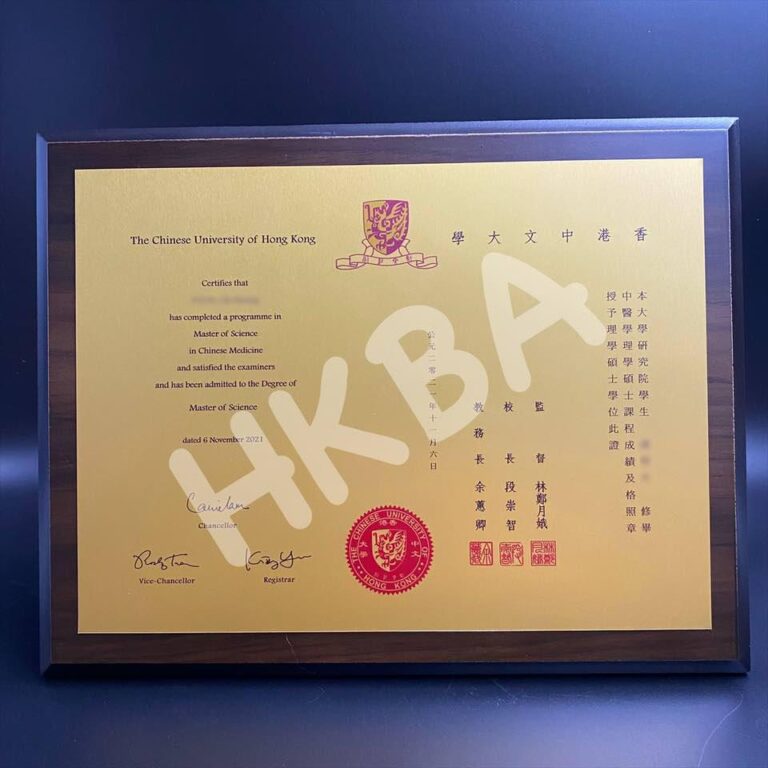 The Chinese University of Hong Kong
Certifies that
has completed a programme in
Master of Science
in Chinese Medicine
and satisfied the examiners
and has been admitted to the Degree of
Master of Science
dated 6 November 2021
Chancellor
Vice-Chancellor
Registrar
香港中文大學
本大學研究院學生 修畢
中醫學理學碩士課程成績及格照章
授予理學碩士學位此證
監督 林鄭月娥
校長 段崇智
教務長 余蕙卿
公元二零二一年十一月六日
THE CHINESE UNIVERSITY OF HONG KONG
香港中文大學
HKBA